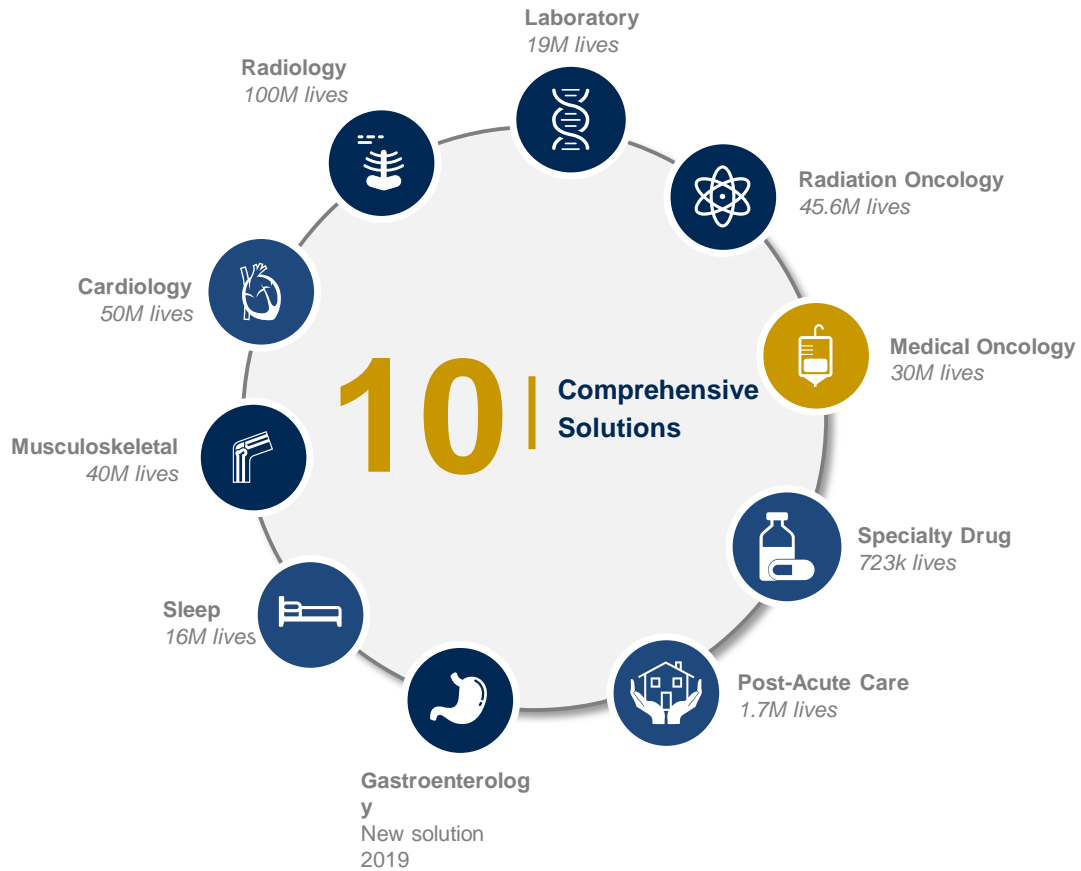 Laboratory
19M lives
Radiology
100M lives
Radiation Oncology
45.6M lives
Cardiology
50M lives
Medical Oncology
30M lives
10
Comprehensive
Solutions
Musculoskeletal
40M lives
Specialty Drug
723k lives
Sleep
16M lives
Post-Acute Care
1.7M lives
Gastroenterolog
y
New solution
2019